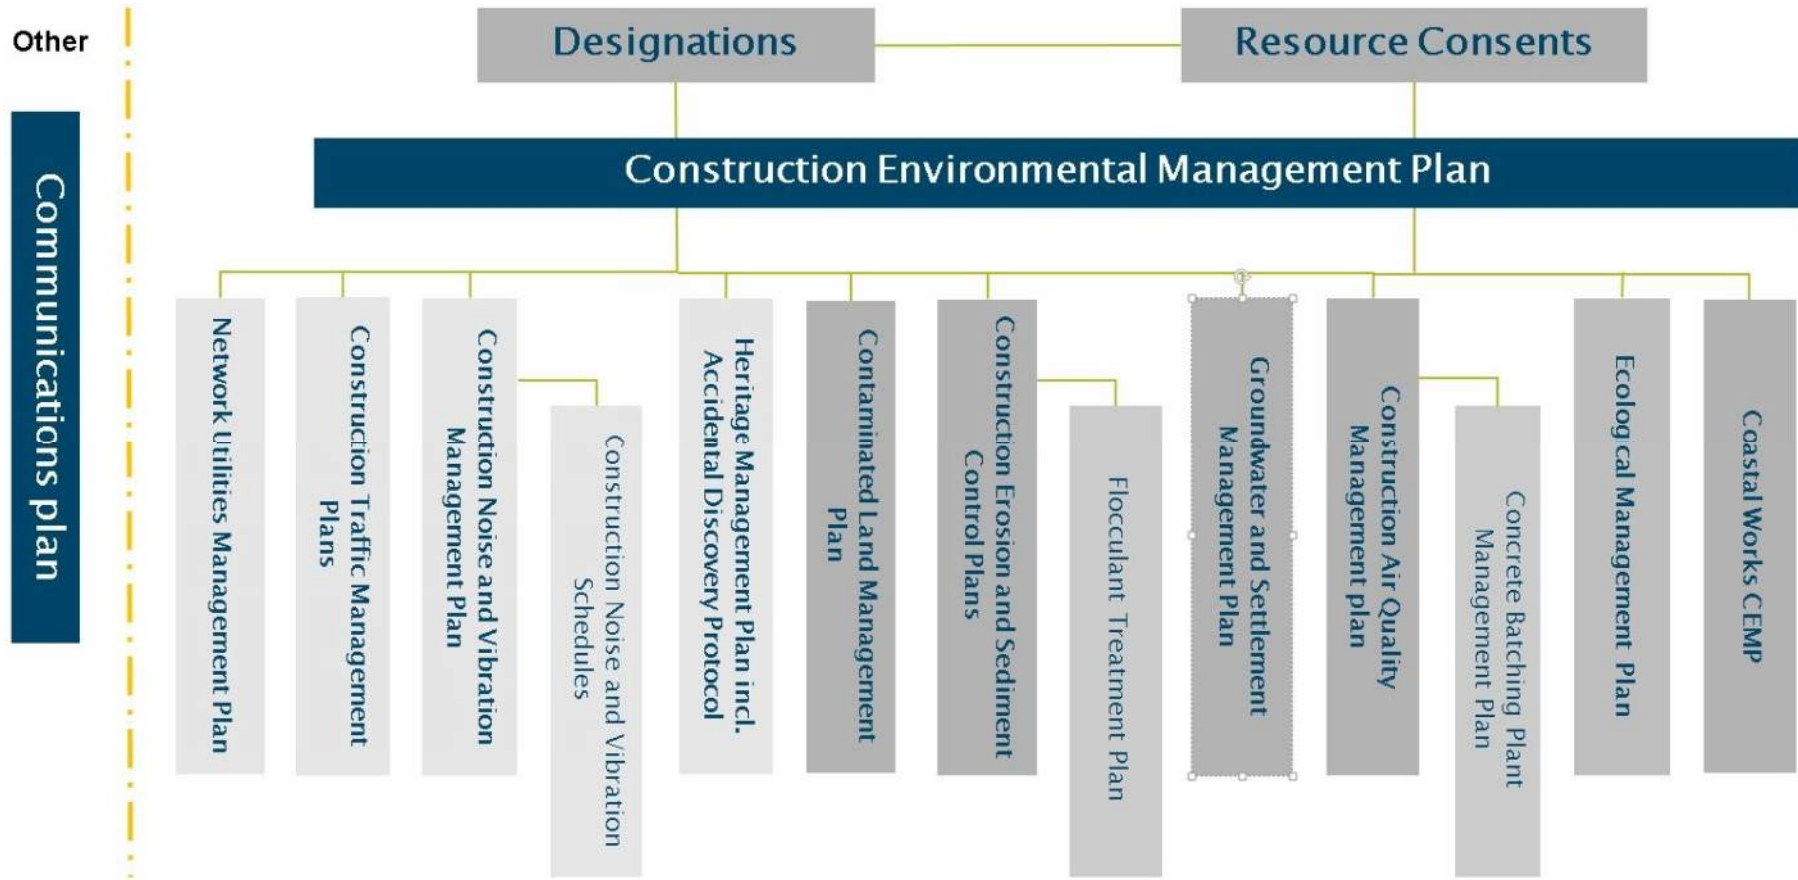 Other
Designations
Resource Consents
Communications plan
Construction Environmental Management Plan
Network Utilities Management Plan
Construction Traffic Management
Plans
Construction Noise and Vibration
Management Plan
Construction Noise and Vibration
Schedules
Heritage Management Plan incl.
Accidental Discovery Protocol
Contaminated Land Management
Plan
Construction Erosion and Sediment
Control Plans
Flocculant Treatment Plan
Groundwater and Settlement
Management Plan
Construction Air Quality
Management plan
Concrete Batching Plant
Management Plan
Ecological Management Plan
Coastal Works CEMP